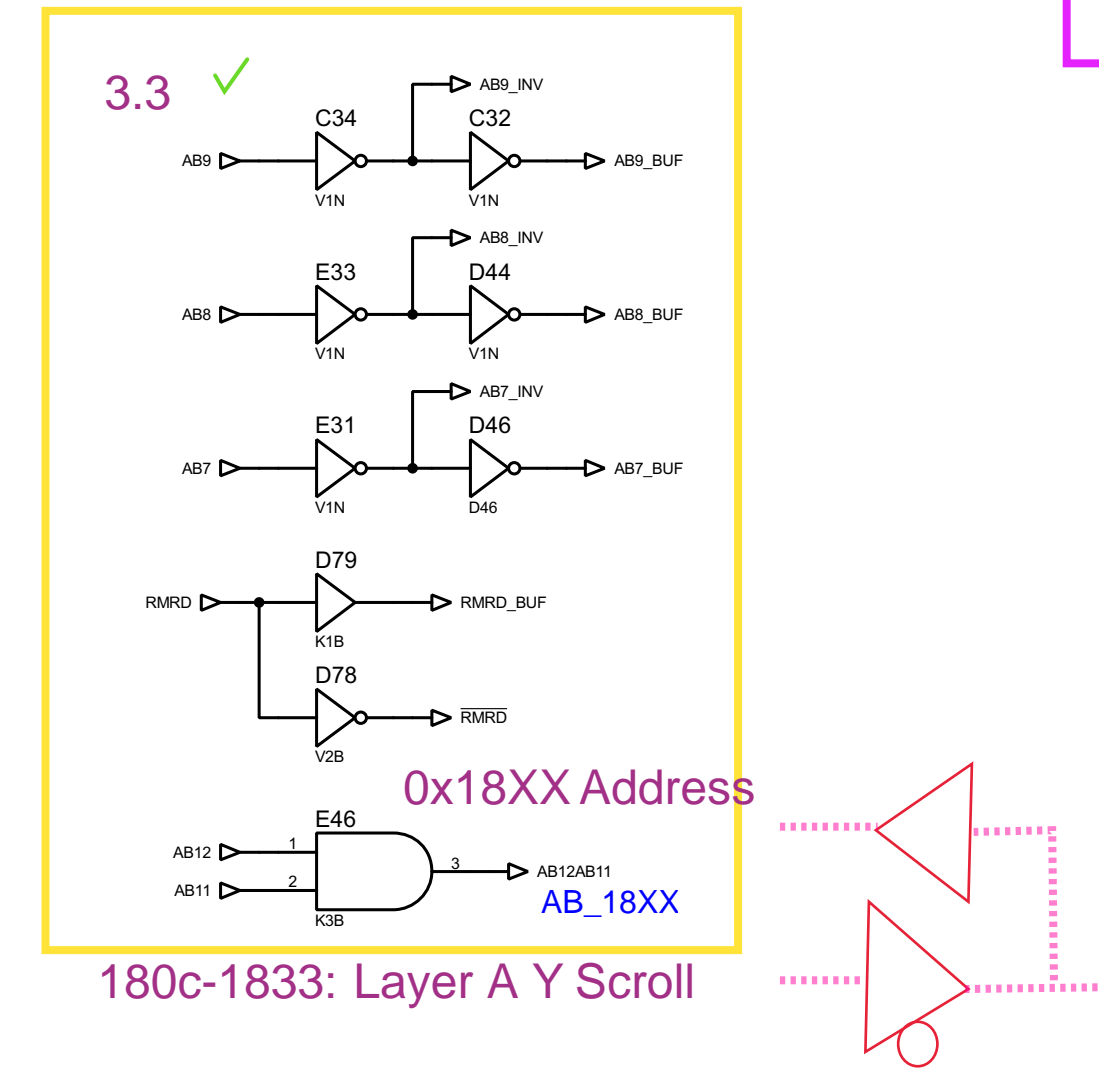 3.3
AB9_INV
C34
C32
AB9
AB9_BUF
V1N
V1N
AB8_INV
E33
D44
AB8
AB8_BUF
V1N
V1N
AB7_INV
E31
D46
AB7
AB7_BUF
V1N
D46
D79
RMRD
RMRD_BUF
K1B
D78
RMRD
V2B
0x18XX Address
E46
AB12
1
3
AB12AB11
AB11
2
AB_18XX
K3B
180c-1833: Layer A Y Scroll